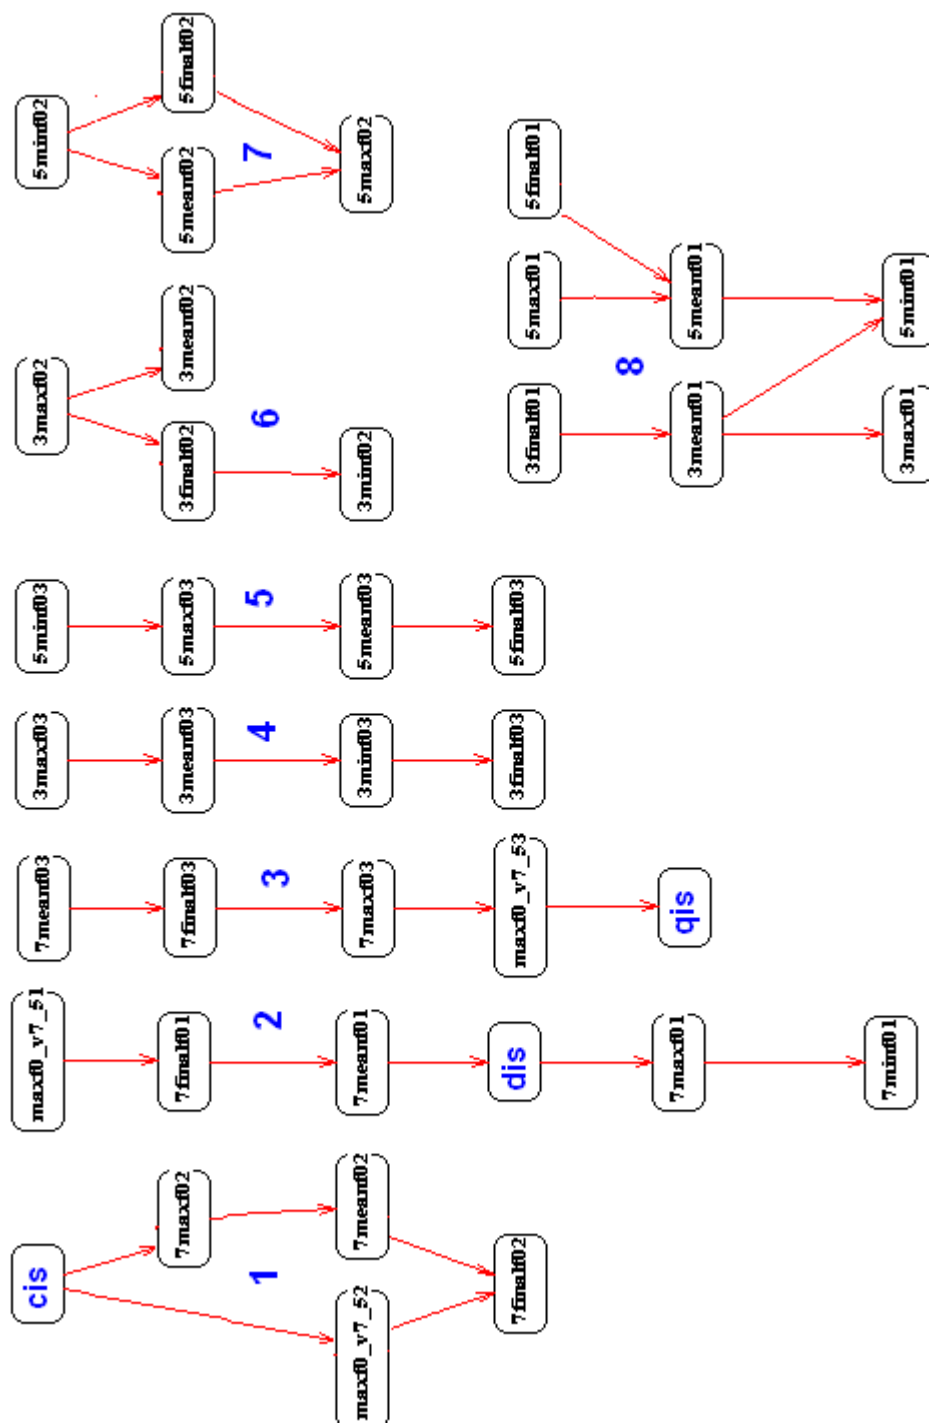 cis
7maxf02
1
maxf0_v7_52
7meanf02
7finalf02
maxf0_v7_51
7finalf01
2
7meanf01
dis
7maxf01
7minf01
7meanf03
7finalf03
3
7maxf03
maxf0_v7_53
qis
3maxf03
3meanf03
4
3minf03
3finalf03
5minf03
5maxf03
5
5meanf03
5finalf03
3maxf02
3finalf02
3meanf02
6
3minf02
5minf02
5meanf02
5finalf02
7
5maxf02
3finalf01
5maxf01
5finalf01
8
3meanf01
5meanf01
3maxf01
5minf01